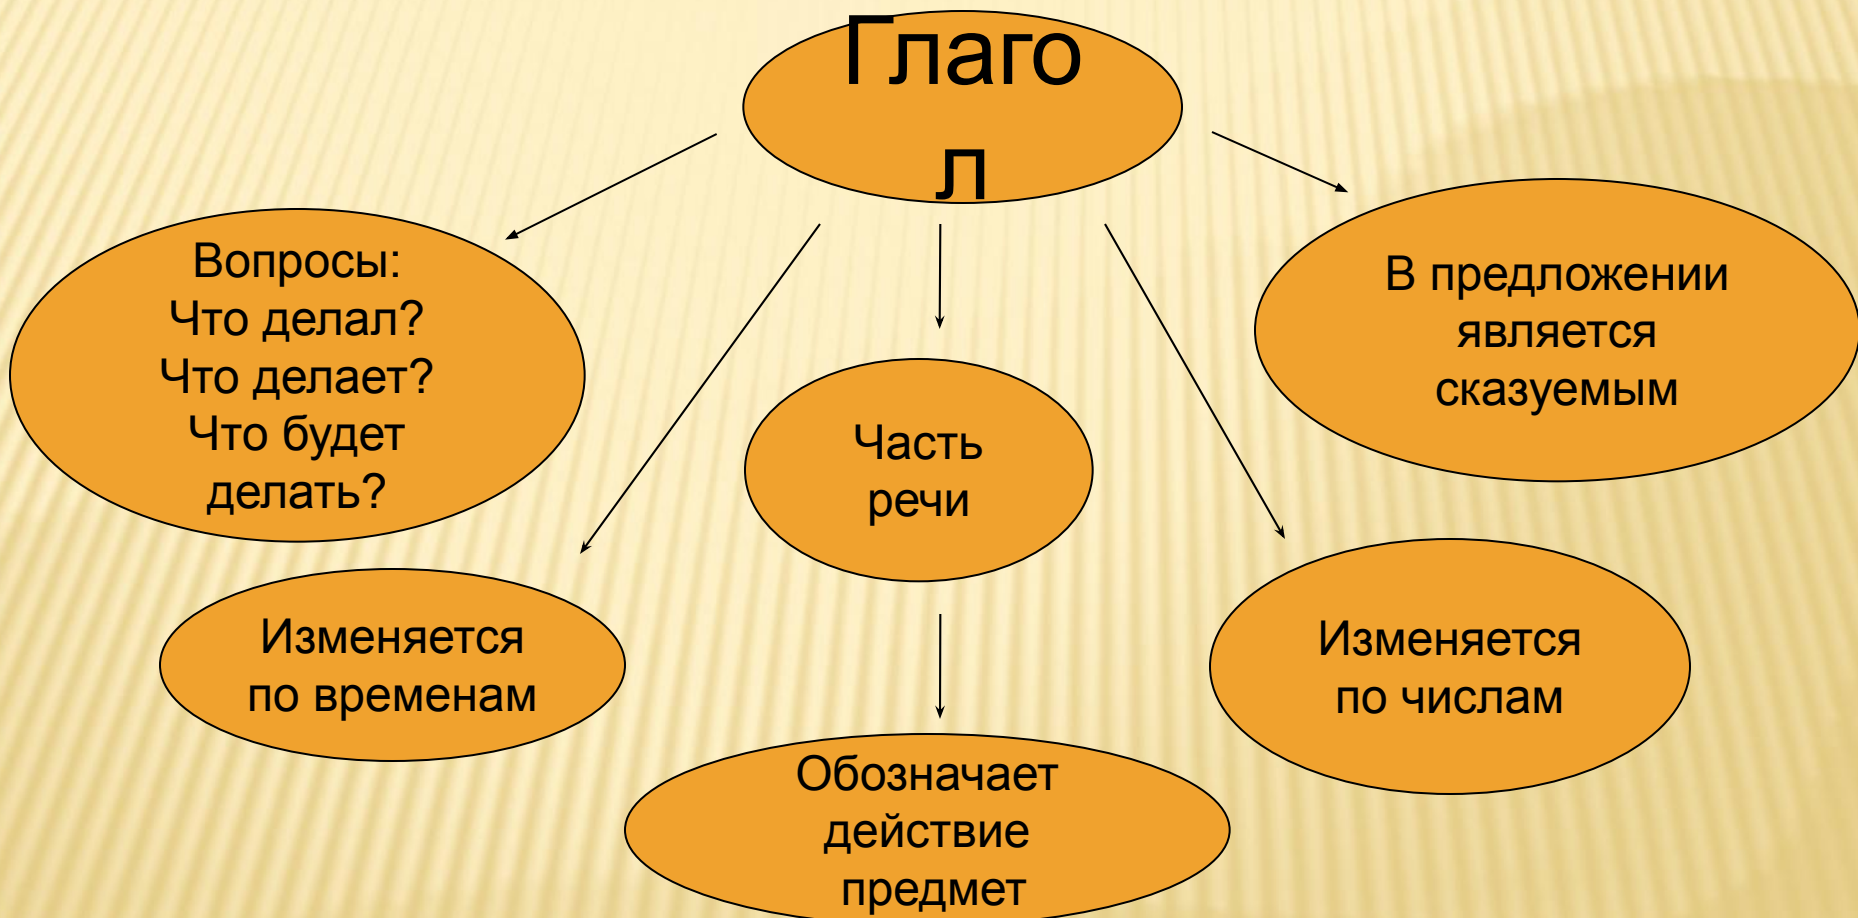 Глаго
л
Вопросы:
Что делал?
Что делает?
Что будет
делать?
В предложении
является
сказуемым
Часть
речи
Изменяется
по временам
Изменяется
по числам
Обозначает
действие
предмет